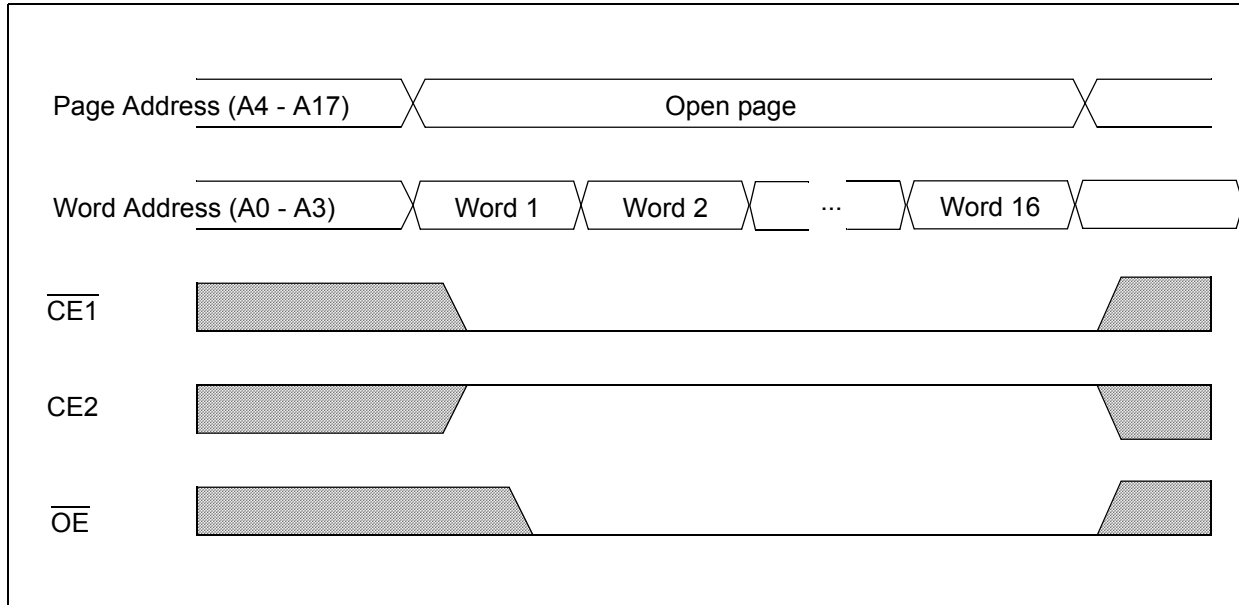 Page Address (A4 - A17) Open page
Word Address (A0 - A3) Word 1 Word 2 ... Word 16
CE1
CE2
OE